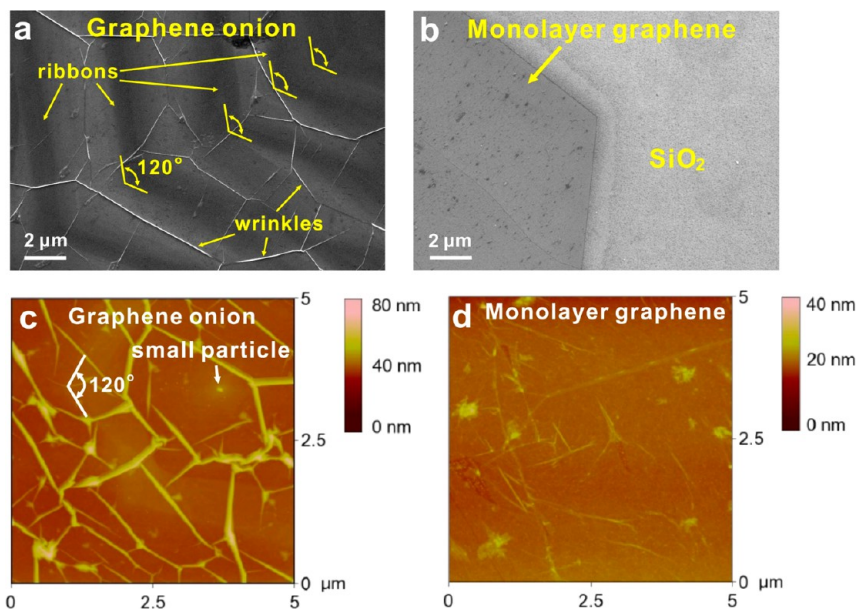 a
Graphene onion
ribbons
120°
wrinkles
2 μm
b
Monolayer graphene
SiO₂
2 μm
c
Graphene onion
small particle
120°
5
2.5
0
μm
0
2.5
5
80 nm
40 nm
0 nm
d
Monolayer graphene
5
2.5
0
μm
0
2.5
5
40 nm
20 nm
0 nm